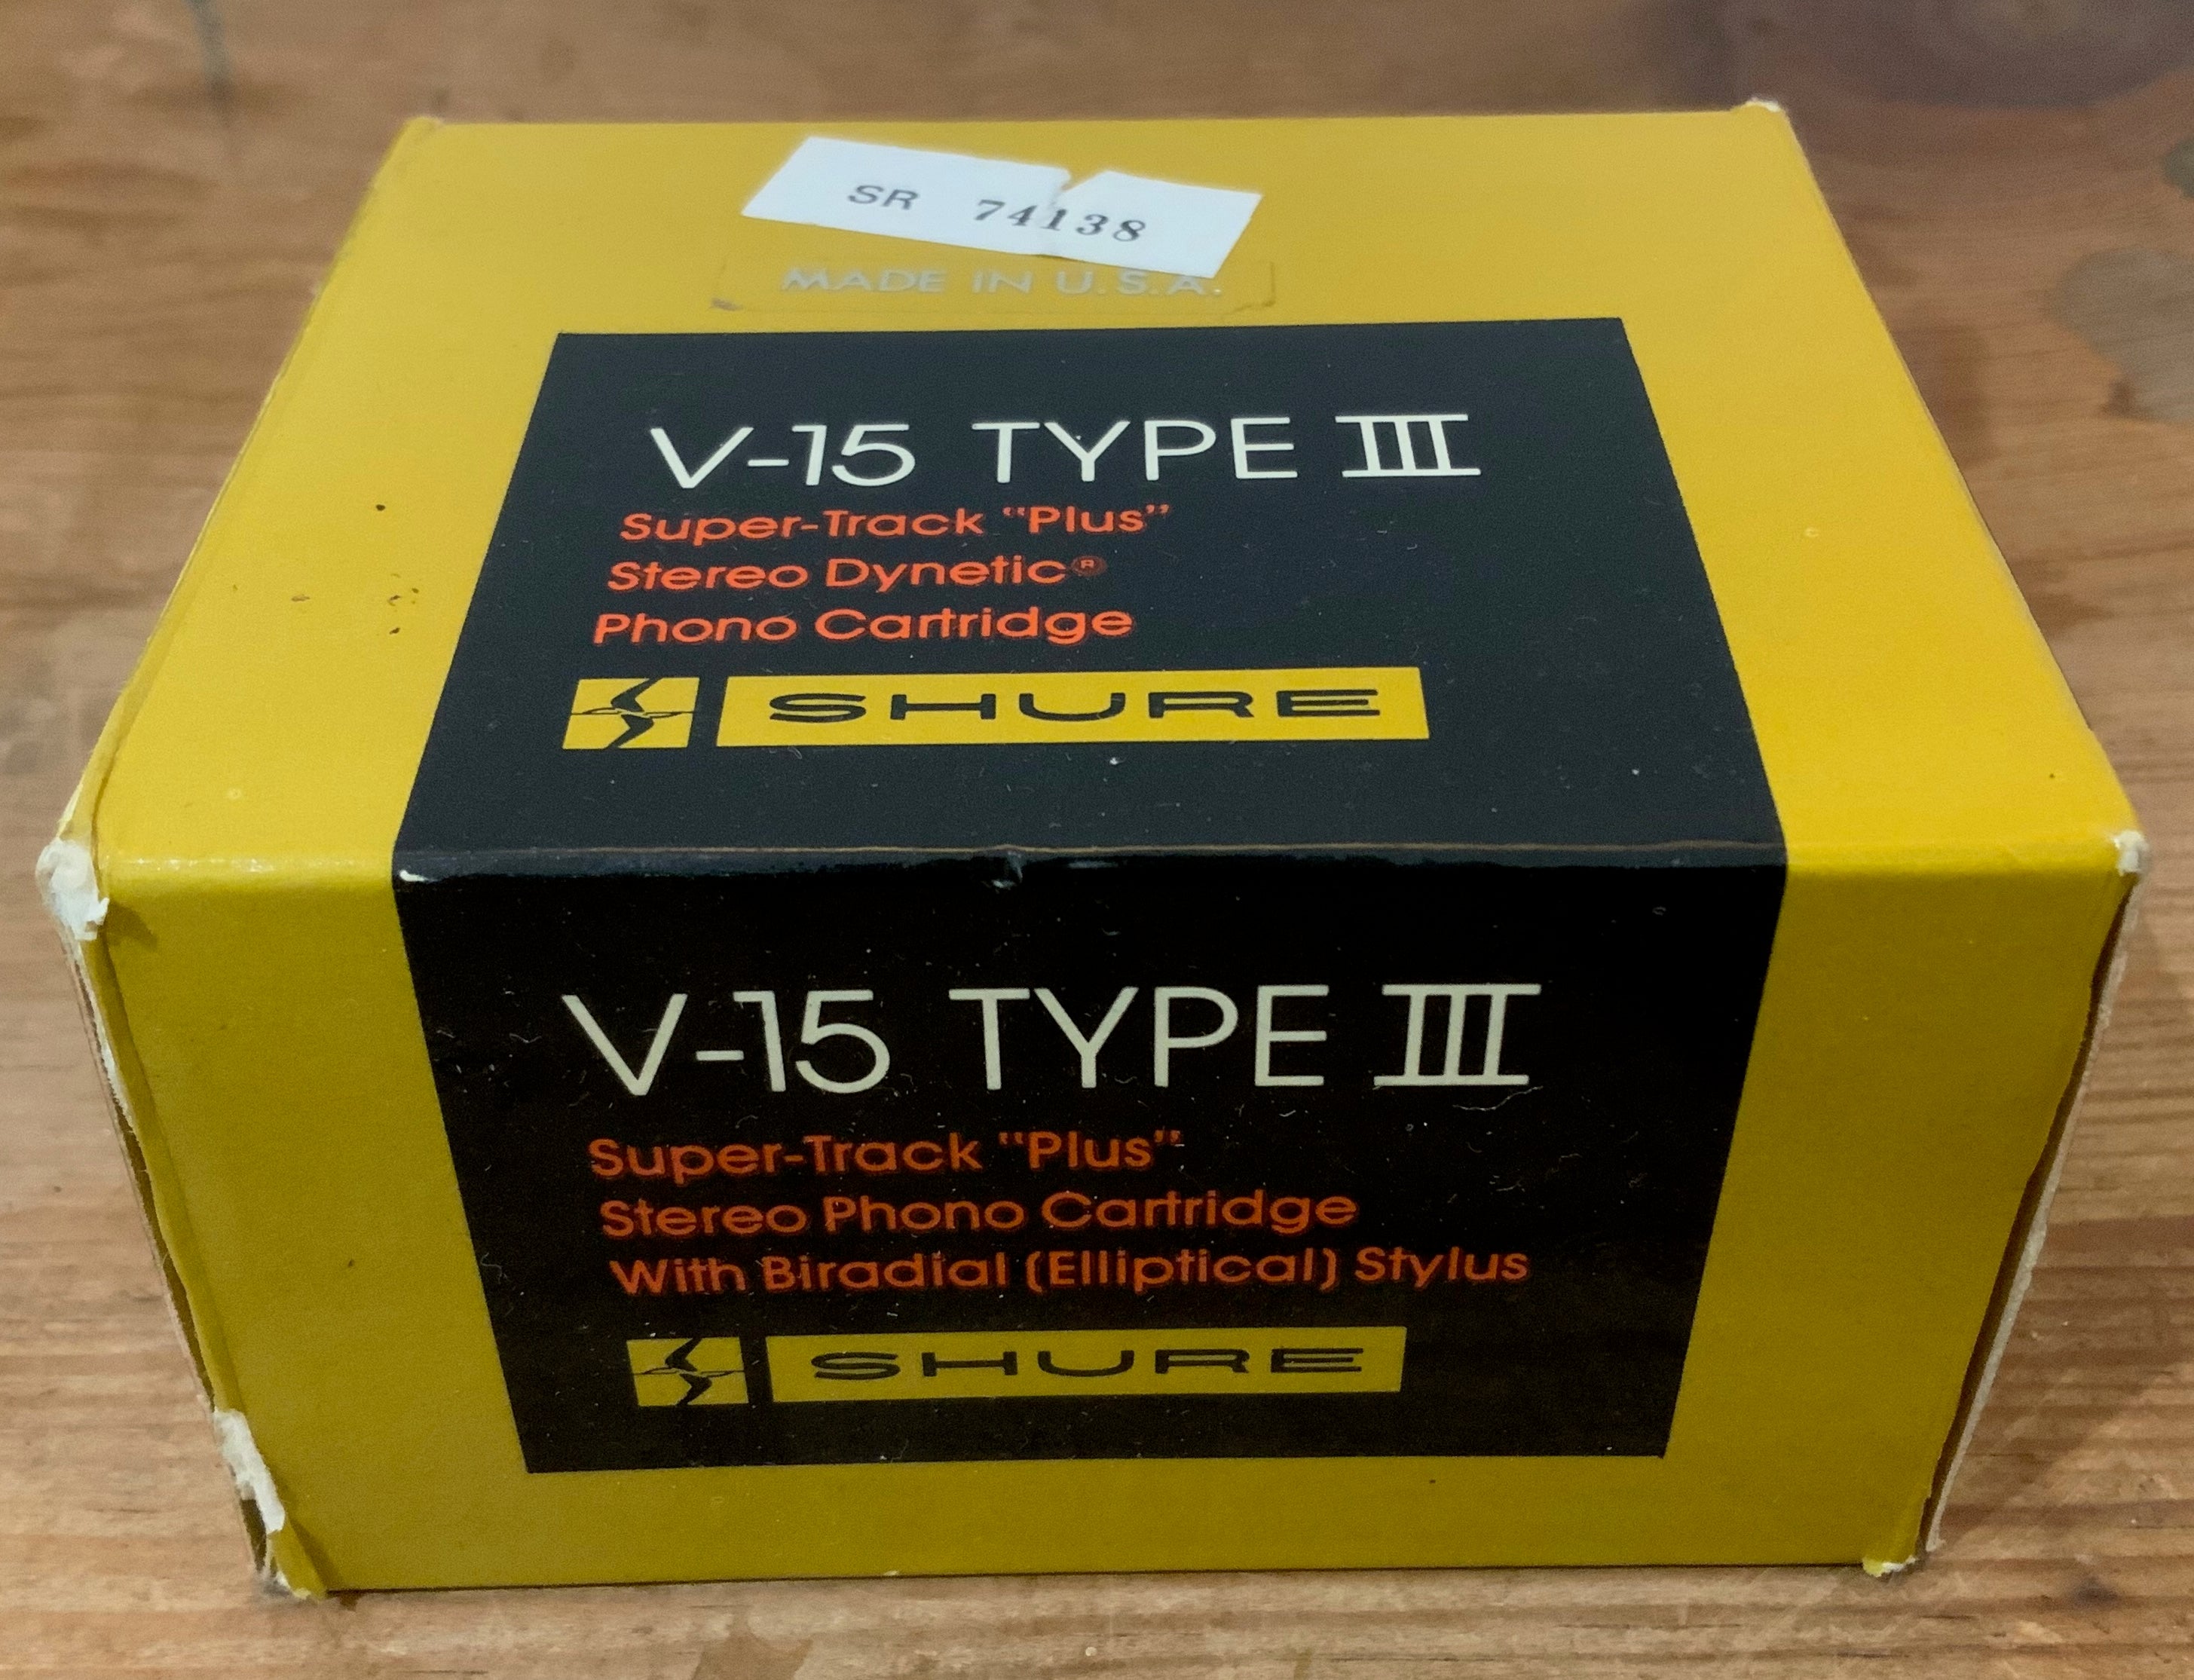 SR 74138
MADE IN U.S.A.
V-15 TYPE III
Super-Track "Plus"
Stereo Dynetic®
Phono Cartridge
SHURE
V-15 TYPE III
Super-Track "Plus"
Stereo Phono Cartridge
With Biradial (Elliptical) Stylus
SHURE